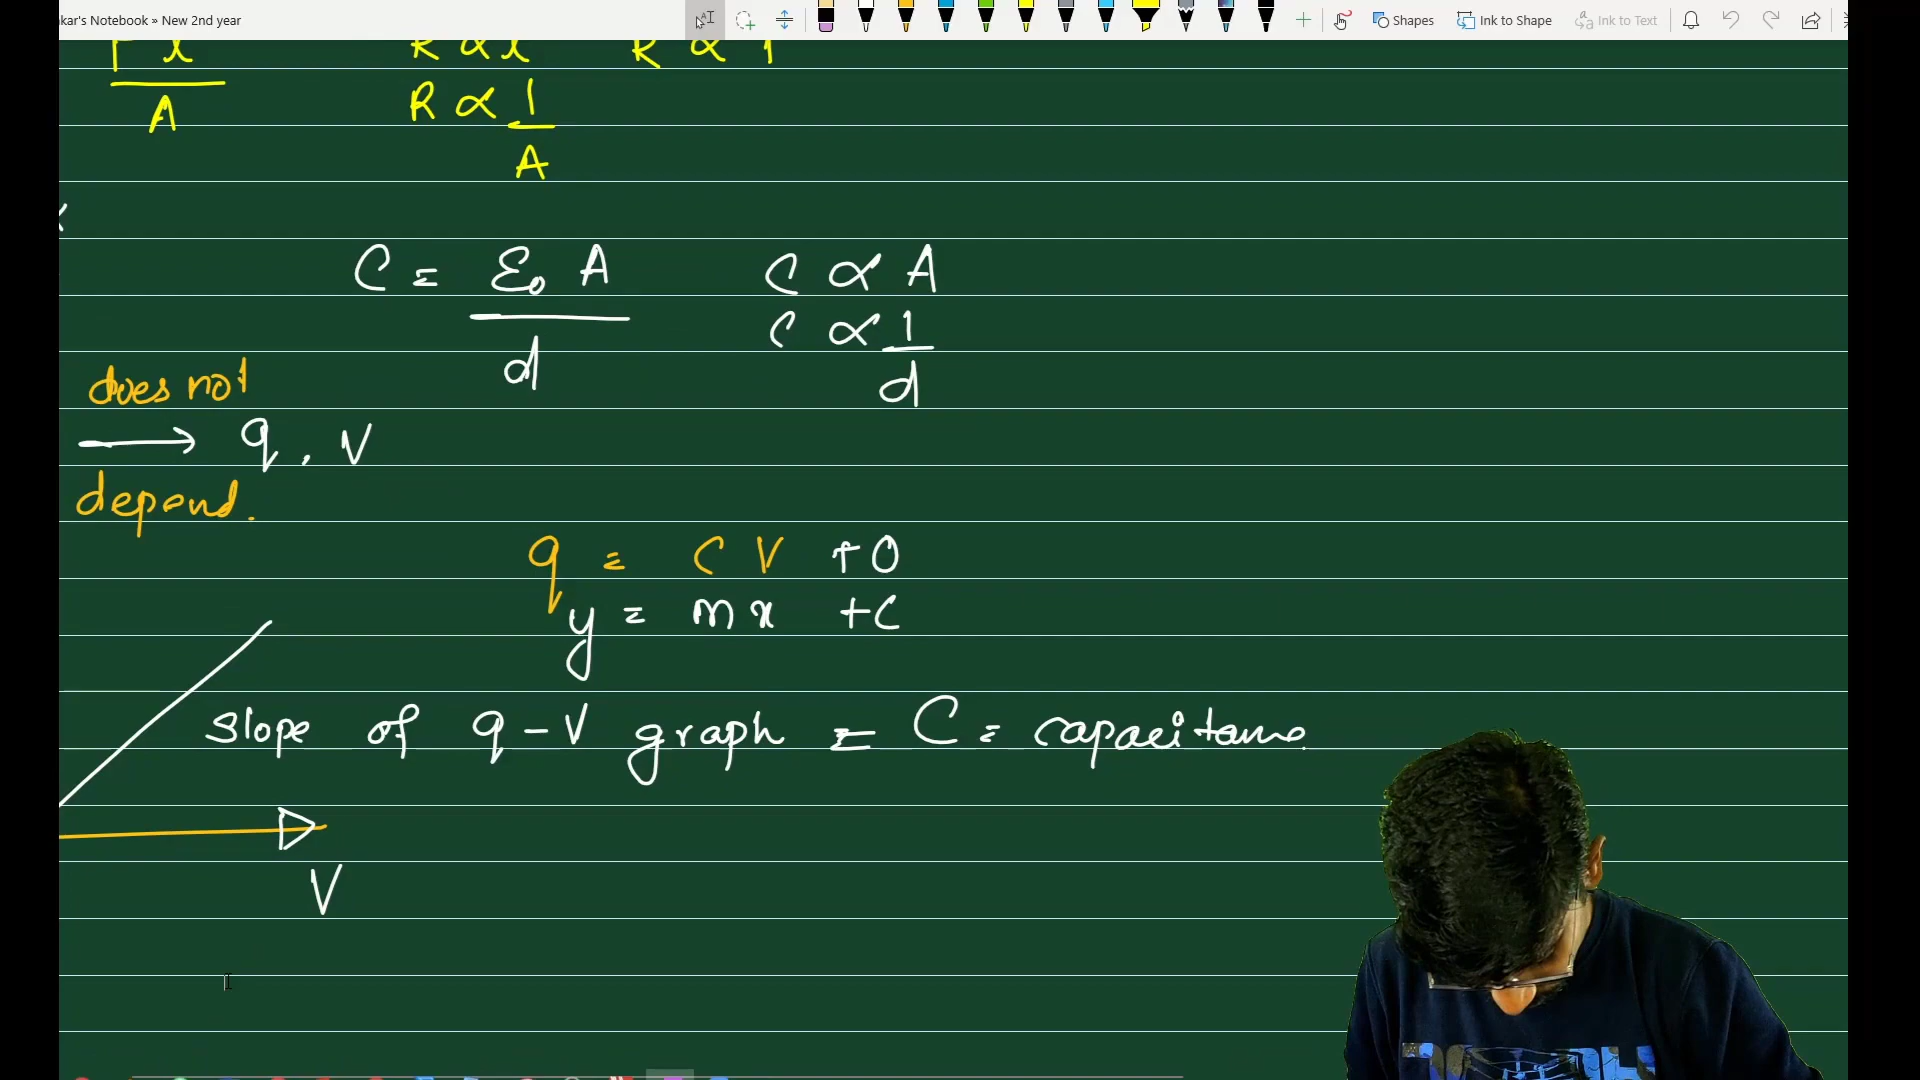 kar's Notebook » New 2nd year
Shapes
Ink to Shape
Ink to Text
R ∝ l
A
R ∝ 1/A
C = ε₀ A / d
C ∝ A
C ∝ 1/d
does not
→ q, V
depend.
q = C V + 0
y = m x + c
slope of q - V graph = C = capacitance
V